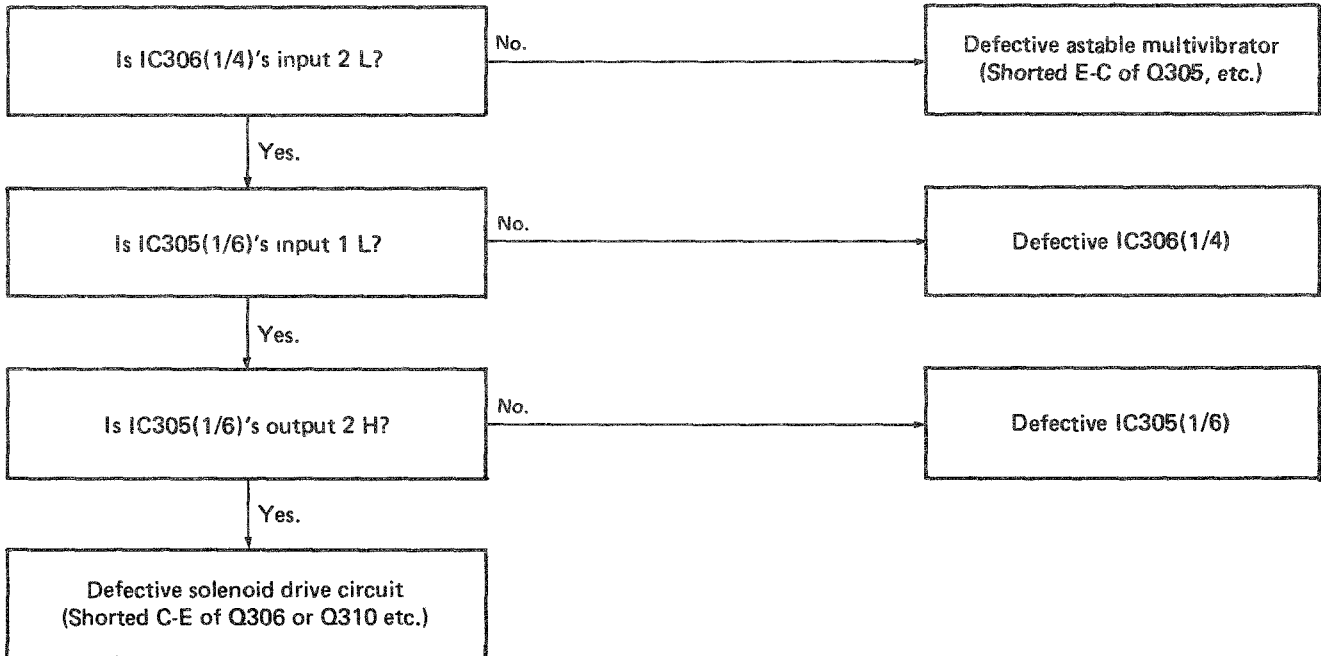 Is IC306(1/4)'s input 2 L?
No.
Defective astable multivibrator
(Shorted E-C of Q305, etc.)
Yes.
Is IC305(1/6)'s input 1 L?
No.
Defective IC306(1/4)
Yes.
Is IC305(1/6)'s output 2 H?
No.
Defective IC305(1/6)
Yes.
Defective solenoid drive circuit
(Shorted C-E of Q306 or Q310 etc.)